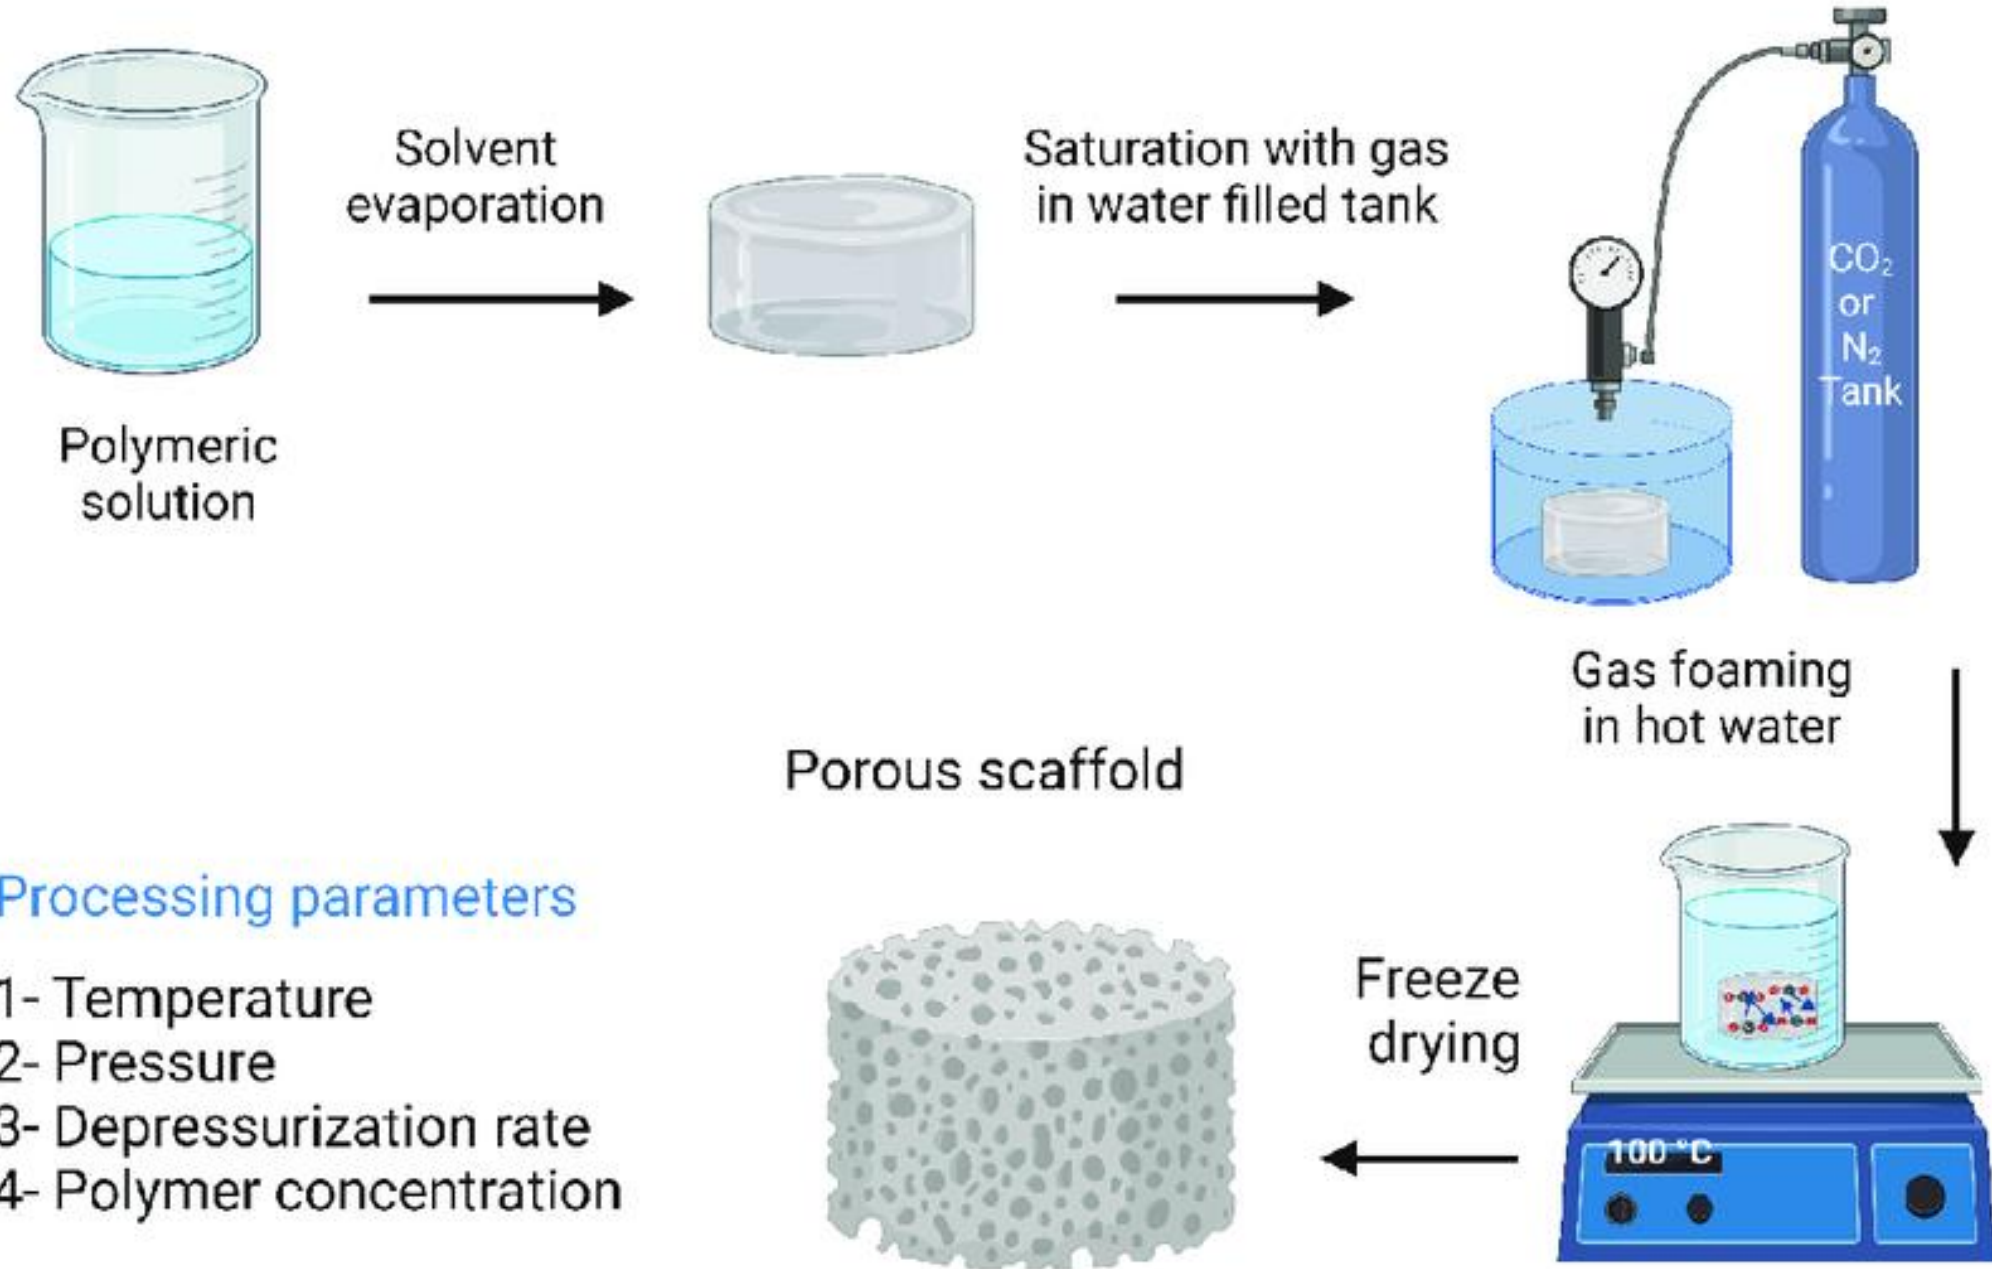 Solvent
evaporation
Saturation with gas
in water filled tank
CO₂
or
N₂
Tank
Polymeric
solution
Gas foaming
in hot water
Porous scaffold
Freeze
drying
100 °C
Processing parameters
1- Temperature
2- Pressure
3- Depressurization rate
4- Polymer concentration